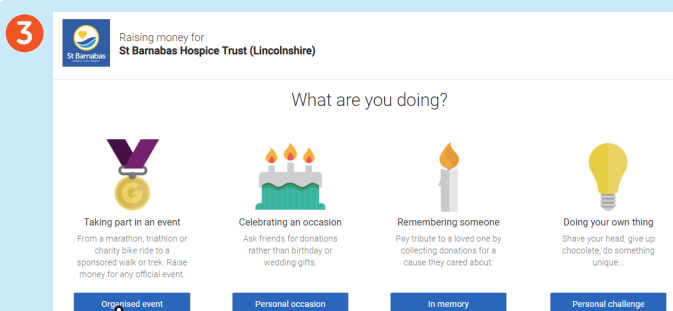 3
St Barnabas
Raising money for
St Barnabas Hospice Trust (Lincolnshire)
What are you doing?
G
Taking part in an event
From a marathon, triathlon or
charity bike ride to a
sponsored walk or trek. Raise
money for any official event.
Organised event
Celebrating an occasion
Ask friends for donations
rather than birthday or
wedding gifts.
Personal occasion
Remembering someone
Pay tribute to a loved one by
collecting donations for a
cause they cared about.
In memory
Doing your own thing
Shave your head, give up
chocolate, do something
unique...
Personal challenge